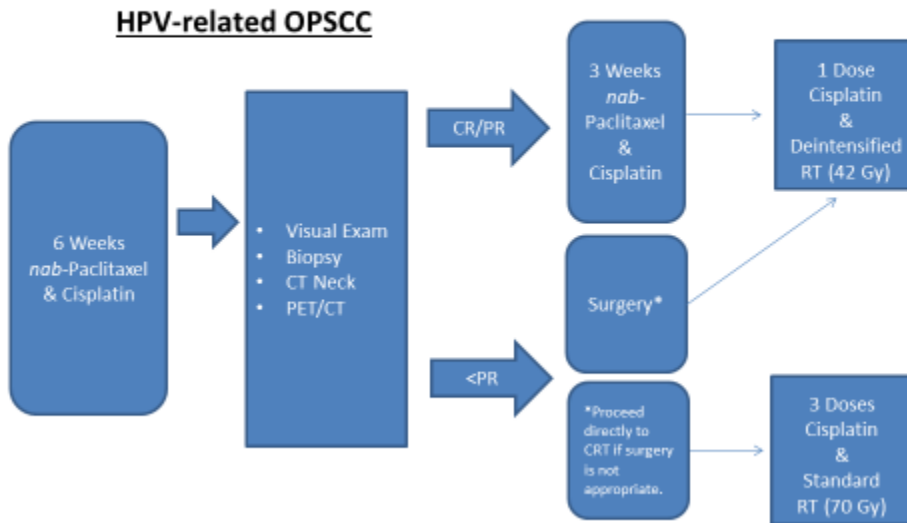 HPV-related OPSCC
6 Weeks
nab-Paclitaxel
& Cisplatin
• Visual Exam
• Biopsy
• CT Neck
• PET/CT
CR/PR
<PR
3 Weeks
nab-
Paclitaxel
&
Cisplatin
Surgery*
*Proceed
directly to
CRT if surgery
is not
appropriate.
1 Dose
Cisplatin
&
Deintensified
RT (42 Gy)
3 Doses
Cisplatin
&
Standard
RT (70 Gy)